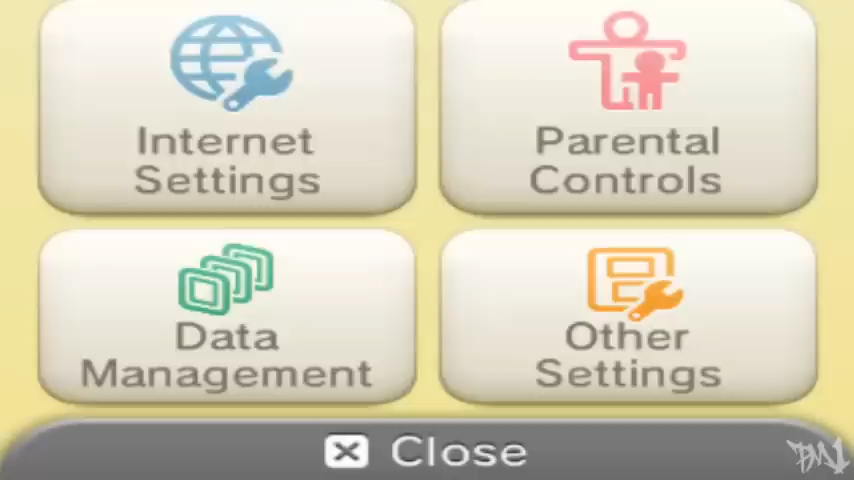 Internet
Settings
Parental
Controls
Data
Management
Other
Settings
Close